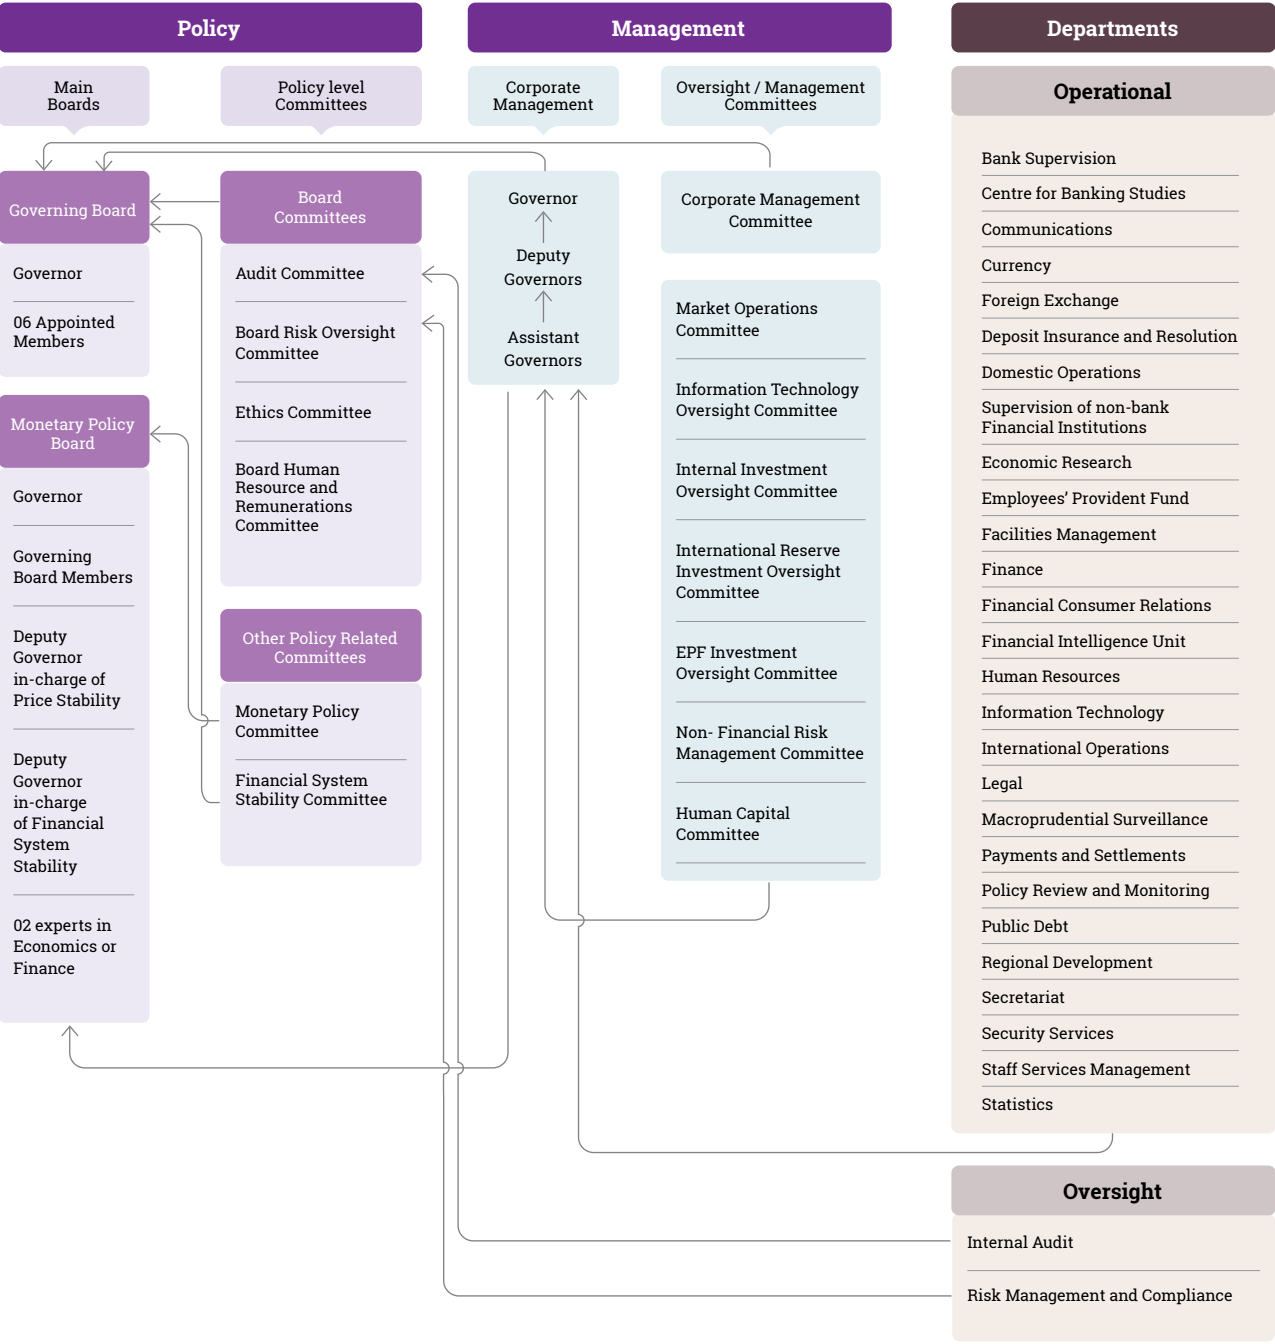 Policy
Management
Departments
Main
Boards
Policy level
Committees
Corporate
Management
Oversight / Management
Committees
Operational
Governing Board
Governor
06 Appointed
Members
Monetary Policy
Board
Governor
Governing
Board Members
Deputy
Governor
in-charge of
Price Stability
Deputy
Governor
in-charge
of Financial
System
Stability
02 experts in
Economics or
Finance
Board
Committees
Audit Committee
Board Risk Oversight
Committee
Ethics Committee
Board Human
Resource and
Remunerations
Committee
Other Policy Related
Committees
Monetary Policy
Committee
Financial System
Stability Committee
Governor
Deputy
Governors
Assistant
Governors
Corporate Management
Committee
Market Operations
Committee
Information Technology
Oversight Committee
Internal Investment
Oversight Committee
International Reserve
Investment Oversight
Committee
EPF Investment
Oversight Committee
Non- Financial Risk
Management Committee
Human Capital
Committee
Bank Supervision
Centre for Banking Studies
Communications
Currency
Foreign Exchange
Deposit Insurance and Resolution
Domestic Operations
Supervision of non-bank
Financial Institutions
Economic Research
Employees’ Provident Fund
Facilities Management
Finance
Financial Consumer Relations
Financial Intelligence Unit
Human Resources
Information Technology
International Operations
Legal
Macroprudential Surveillance
Payments and Settlements
Policy Review and Monitoring
Public Debt
Regional Development
Secretariat
Security Services
Staff Services Management
Statistics
Oversight
Internal Audit
Risk Management and Compliance